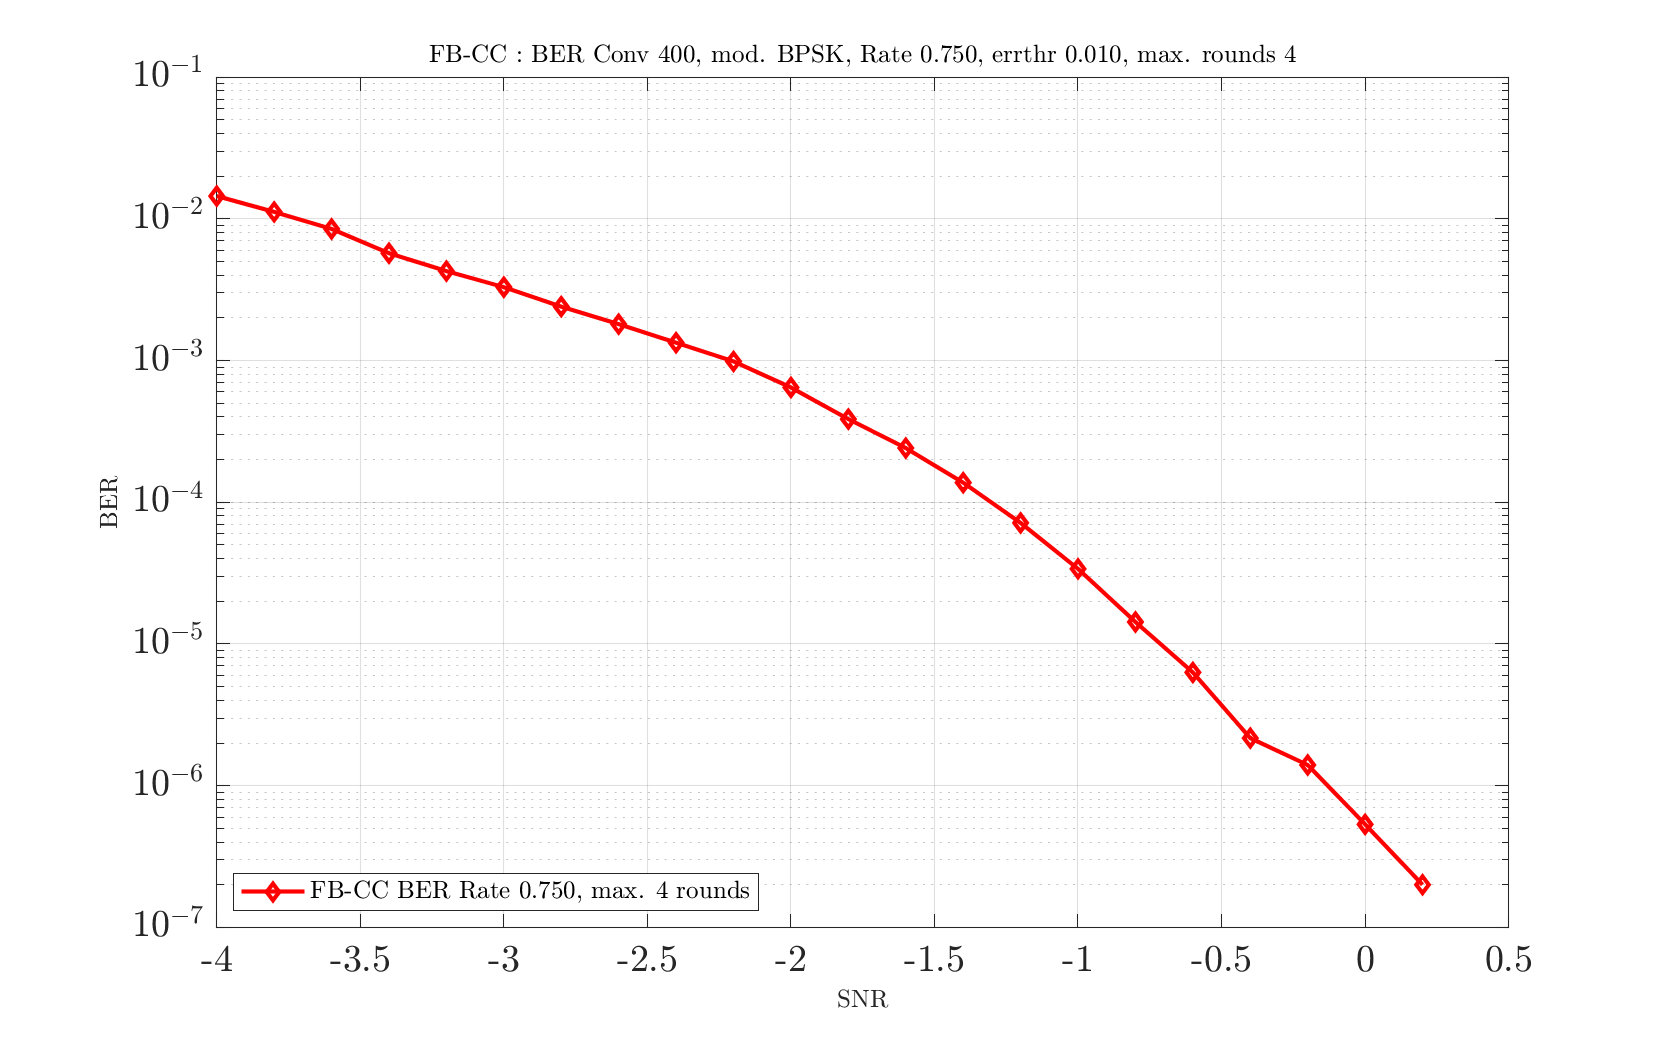 FB-CC : BER Conv 400, mod. BPSK, Rate 0.750, errthr 0.010, max. rounds 4
10^{-1}
10^{-2}
10^{-3}
10^{-4}
10^{-5}
10^{-6}
10^{-7}
BER
FB-CC BER Rate 0.750, max. 4 rounds
-4 -3.5 -3 -2.5 -2 -1.5 -1 -0.5 0 0.5
SNR